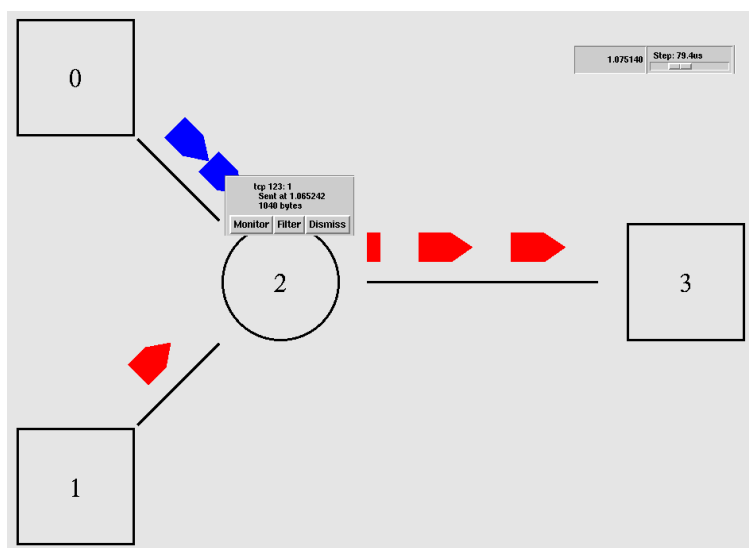 0
1.075140
Step: 79.4us
tcp 123: 1
Sent at 1.065242
1040 bytes
Monitor Filter Dismiss
2
3
1